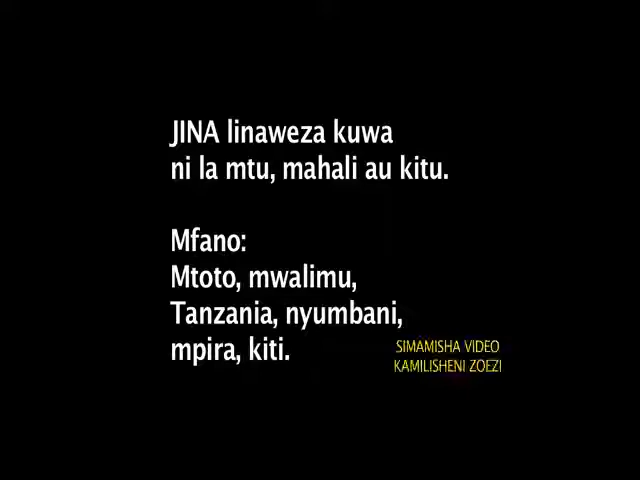 JINA linaweza kuwa
ni la mtu, mahali au kitu.
Mfano:
Mtoto, mwalimu,
Tanzania, nyumbani,
mpira, kiti.
SIMAMISHA VIDEO
KAMILISHENI ZOEZI